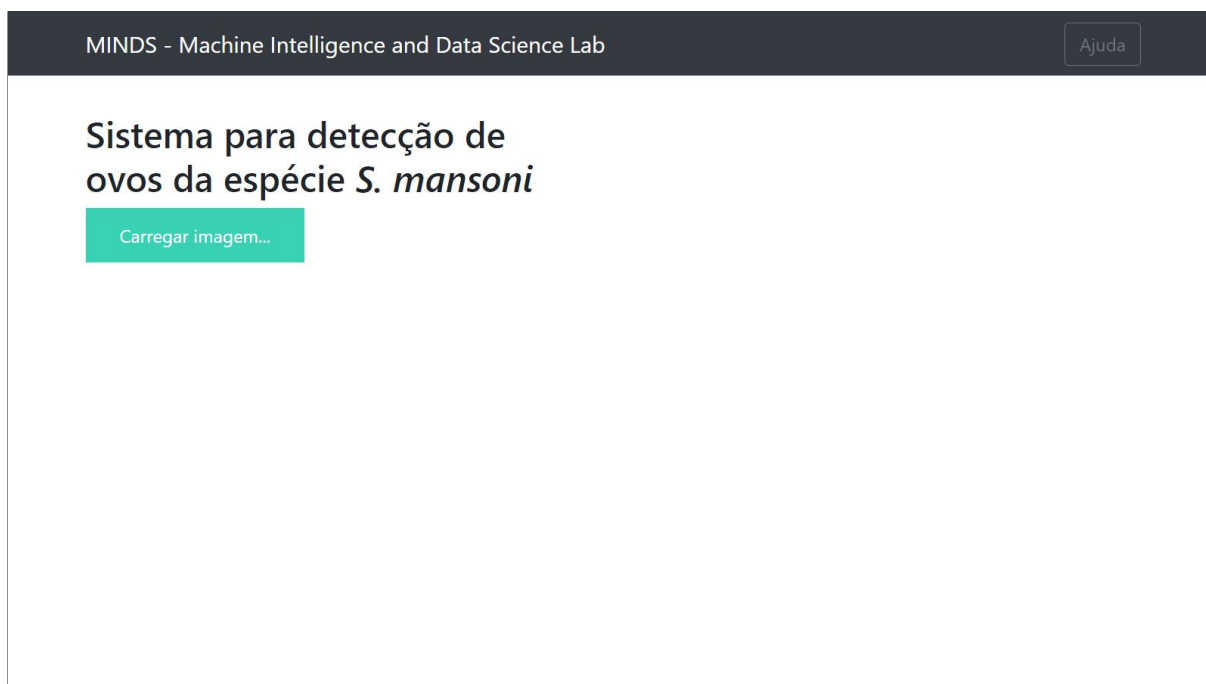 MINDS - Machine Intelligence and Data Science Lab
Ajuda
Sistema para detecção de
ovos da espécie S. mansoni
Carregar imagem...